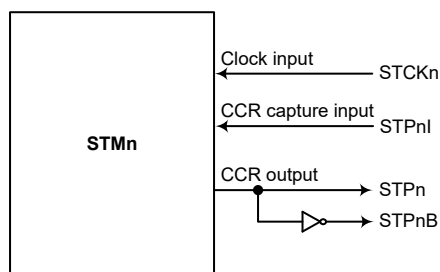 Clock input
STCKn
CCR capture input
STPnI
STMn
CCR output
STPn
STPnB